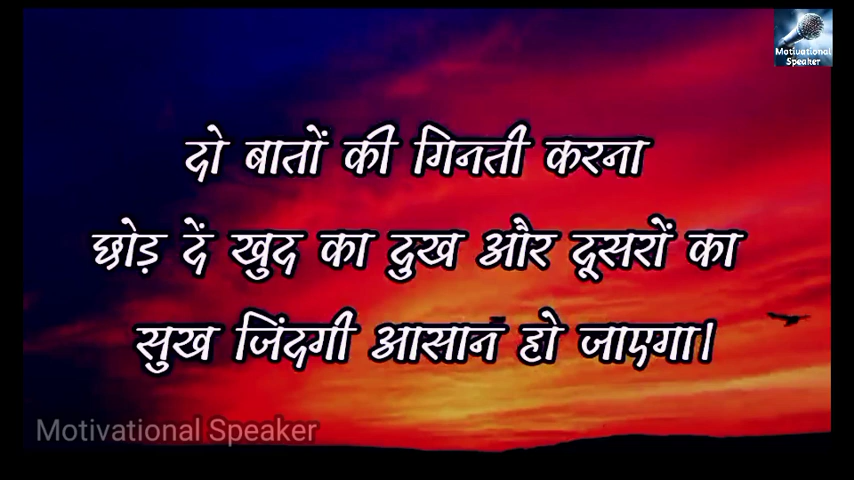 Motivational
Speaker
दो बातों की गिनती करना
छोड़ दें खुद का दुख और दूसरों का
सुख जिंदगी आसान हो जाएगा।
Motivational Speaker